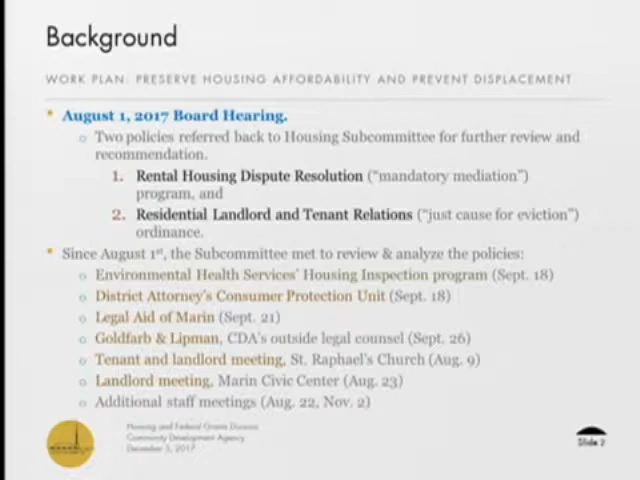 Background
WORK PLAN: PRESERVE HOUSING AFFORDABILITY AND PREVENT DISPLACEMENT
August 1, 2017 Board Hearing.
Two policies referred back to Housing Subcommittee for further review and
recommendation.
1. Rental Housing Dispute Resolution (“mandatory mediation”)
program, and
2. Residential Landlord and Tenant Relations (“just cause for eviction”)
ordinance.
Since August 1st, the Subcommittee met to review & analyze the policies:
Environmental Health Services’ Housing Inspection program (Sept. 18)
District Attorney’s Consumer Protection Unit (Sept. 18)
Legal Aid of Marin (Sept. 21)
Goldfarb & Lipman, CDA’s outside legal counsel (Sept. 26)
Tenant and landlord meeting, St. Raphael’s Church (Aug. 9)
Landlord meeting, Marin Civic Center (Aug. 23)
Additional staff meetings (Aug. 22, Nov. 2)
Housing and Federal Grants Division
Community Development Agency
December 5, 2017
Slide 2